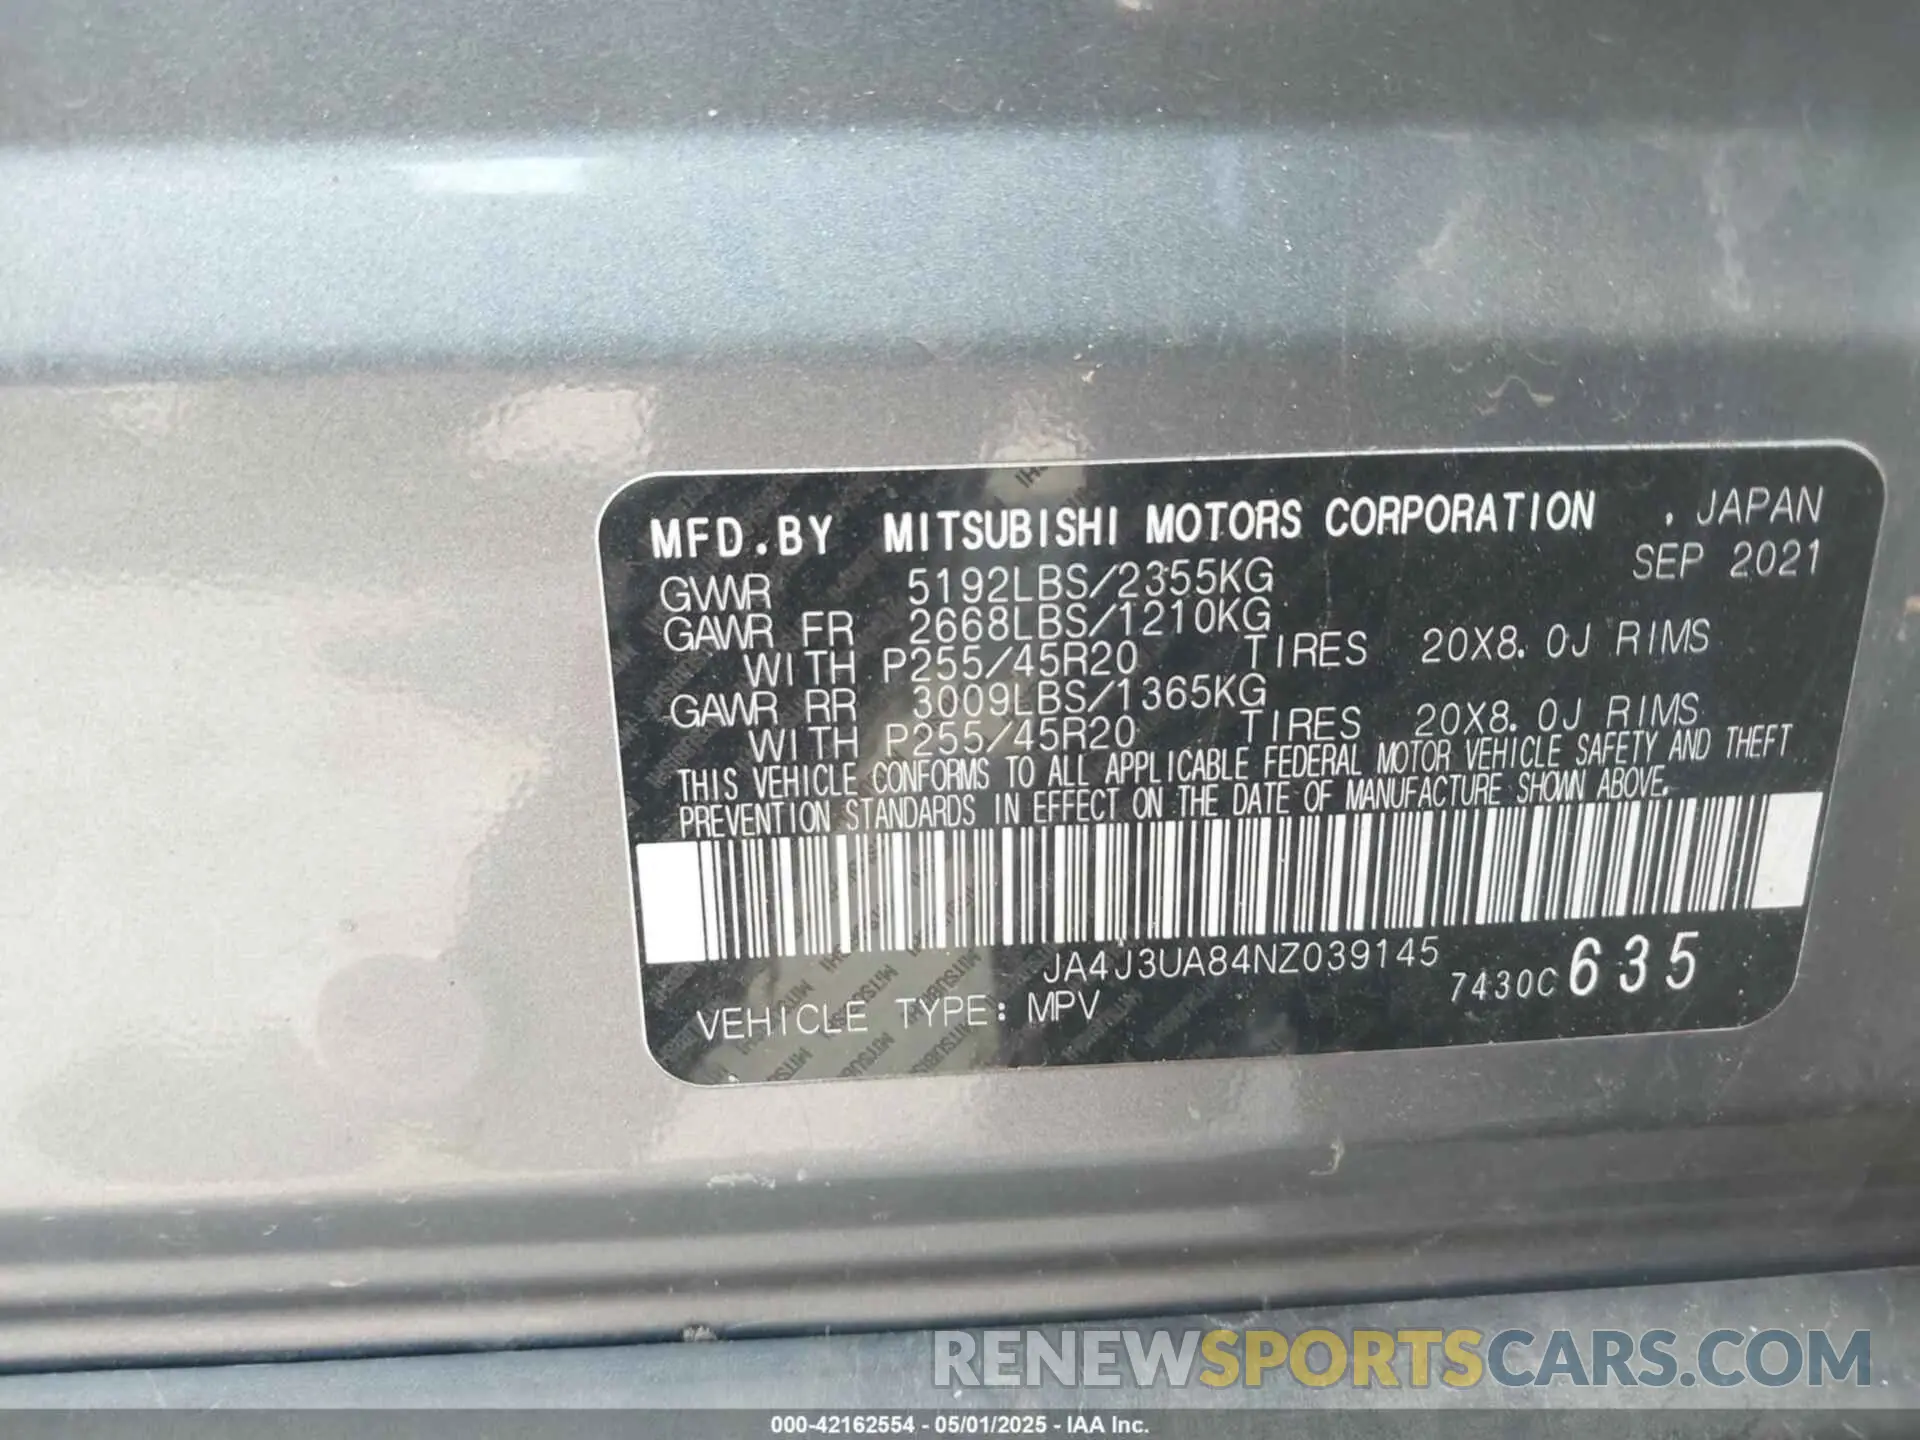 MFD.BY MITSUBISHI MOTORS CORPORATION . JAPAN
SEP 2021
GVWR 5192LBS/2355KG
GAWR FR 2668LBS/1210KG
WITH P255/45R20 TIRES 20X8.0J RIMS
GAWR RR 3009LBS/1365KG
WITH P255/45R20 TIRES 20X8.0J RIMS
THIS VEHICLE CONFORMS TO ALL APPLICABLE FEDERAL MOTOR VEHICLE SAFETY AND THEFT
PREVENTION STANDARDS IN EFFECT ON THE DATE OF MANUFACTURE SHOWN ABOVE.
JA4J3UA84NZ039145 7430C 635
VEHICLE TYPE: MPV
RENEWSPORTSCARS.COM
000-42162554 - 05/01/2025 - IAA Inc.